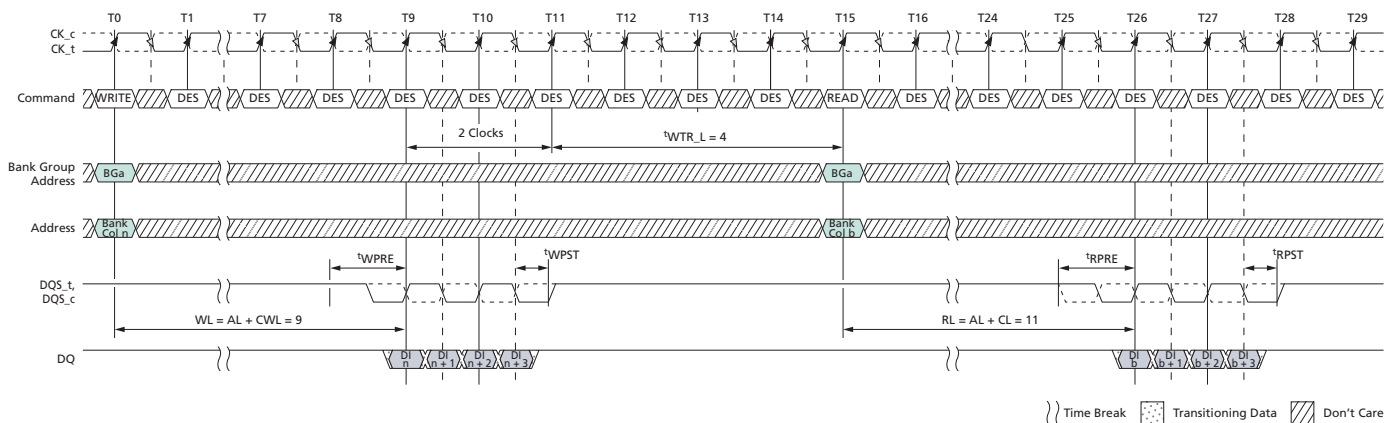 T0 T1 T7 T8 T9 T10 T11 T12 T13 T14 T15 T16 T24 T25 T26 T27 T28 T29
CK_c
CK_t
Command WRITE DES DES DES DES DES DES DES DES DES READ DES DES DES DES DES DES DES
2 Clocks tWTR_L = 4
Bank Group
Address BGa BGa
Address Bank
Col n Bank
Col b
tWPRE tWPST tRPRE tRPST
DQS_t,
DQS_c
WL = AL + CWL = 9 RL = AL + CL = 11
DQ DI
n DI
n + 1 DI
n + 2 DI
n + 3 DI
b DI
b + 1 DI
b + 2 DI
b + 3
Time Break Transitioning Data Don't Care